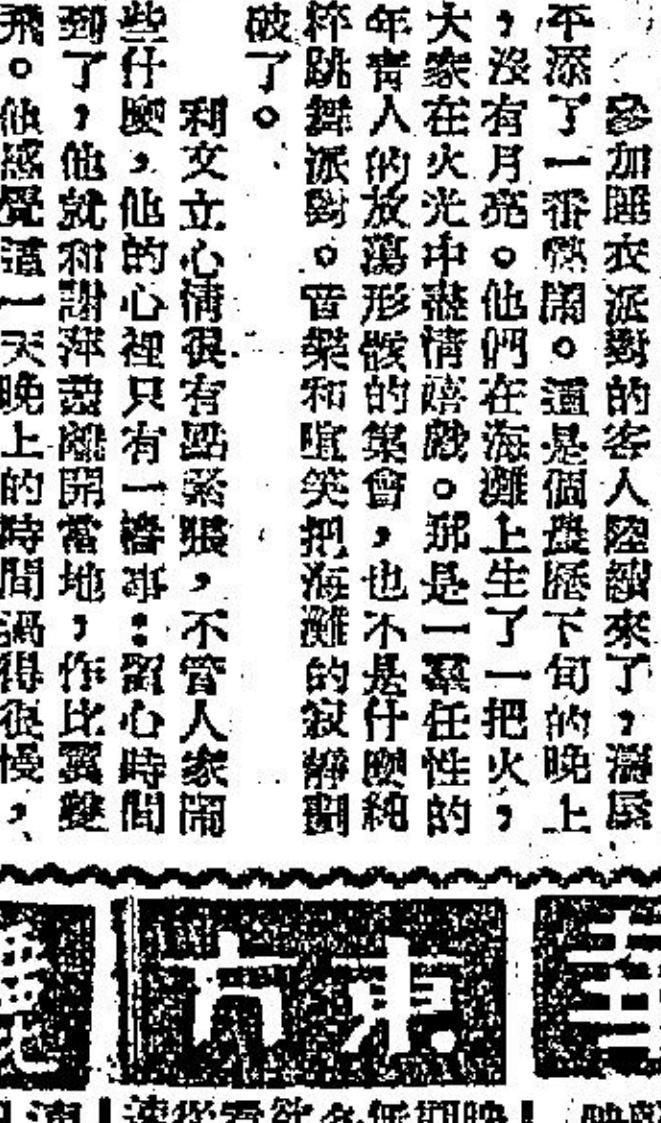 參加睡衣派對的客人陸續來了，濤屋
平添了一番熱鬧。這是個農曆下旬的晚上
，沒有月亮。他們在海灘上生了一把火，
大家在火光中盡情嬉戲。那是一羣任性的
年青人的放蕩形骸的集會，也不是什麼純
粹跳舞派對。音樂和喧笑把海灘的寂靜劃
破了。
利文立心情很有點緊張，不管人家鬧
些什麼，他的心裡只有一樁事：留心時間
到了，他就和謝萍茵離開當地，作比翼雙
飛。他感覺這一天晚上的時間過得很慢，
東方